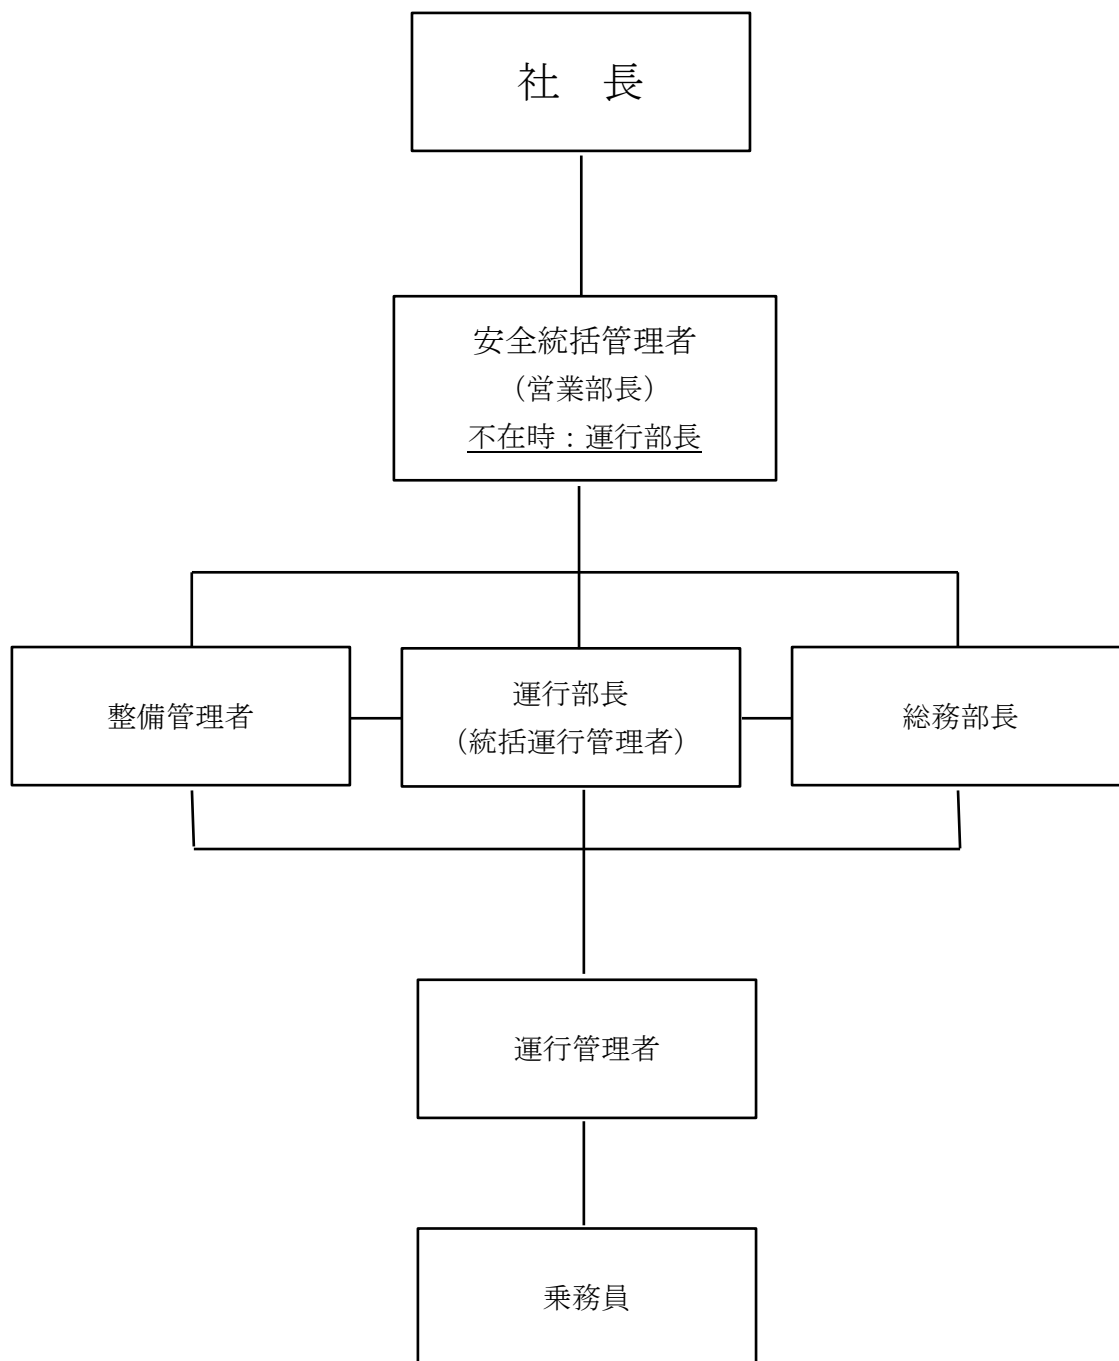 社　長
安全統括管理者
（営業部長）
不在時：運行部長
整備管理者
運行部長
（統括運行管理者）
総務部長
運行管理者
乗務員